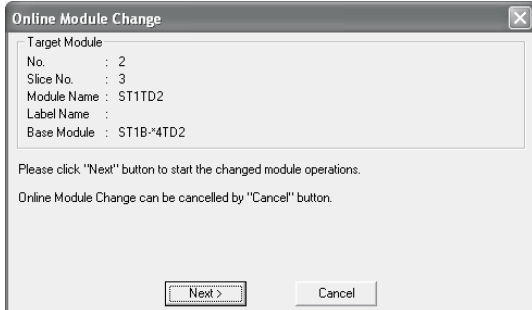 Online Module Change
Target Module
No. : 2
Slice No. : 3
Module Name : ST1TD2
Label Name :
Base Module : ST1B-*4TD2
Please click "Next" button to start the changed module operations.
Online Module Change can be cancelled by "Cancel" button.
Next > Cancel